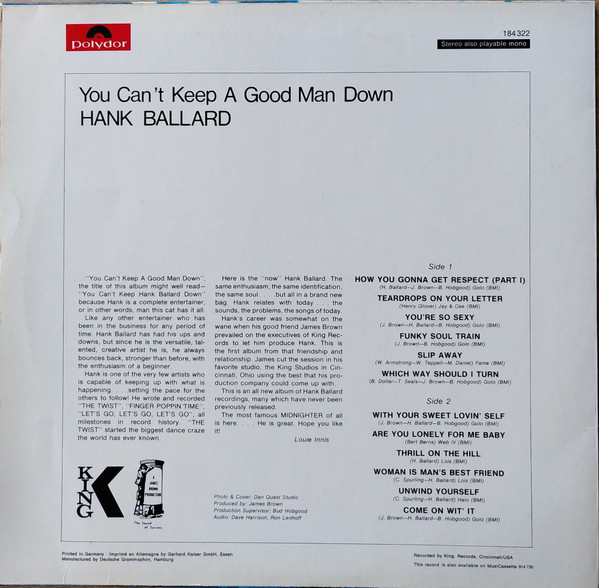 polydor
184 322
Stereo also playable mono
You Can't Keep A Good Man Down
HANK BALLARD
"You Can't Keep A Good Man Down",
the title of this album might well read—
"You Can't Keep Hank Ballard Down"
because Hank is a complete entertainer,
or in other words, man this cat has it all.
Like any other entertainer who has
been in the business for any period of
time, Hank Ballard has had his ups and
downs, but since he is the versatile, tal-
ented, creative artist he is, he always
bounces back, stronger than before, with
the enthusiasm of a beginner.
Hank is one of the very few artists who
is capable of keeping up with what is
happening. . . .setting the pace for the
others to follow! He wrote and recorded
"THE TWIST", "FINGER POPPIN TIME",
"LET'S GO, LET'S GO, LET'S GO", all
milestones in record history. "THE
TWIST" started the biggest dance craze
the world has ever known.
Here is the "now" Hank Ballard. The
same enthusiasm, the same identification,
the same soul. . . . .but all in a brand new
bag. Hank relates with today . . . . the
sounds, the problems, the songs of today.
Hank's career was somewhat on the
wane when his good friend James Brown
prevailed on the executives of King Rec-
ords to let him produce Hank. This is
the first album from that friendship and
relationship. James cut the session in his
favorite studio, the King Studios in Cin-
cinnati, Ohio using the best that his pro-
duction company could come up with.
This is an all new album of Hank Ballard
recordings, many which have never been
previously released.
The most famous MIDNIGHTER of all
is here. . . . . He is great. Hope you like
it!
Louie Innis
Side 1
HOW YOU GONNA GET RESPECT (PART I)
(H. Ballard—J. Brown—B. Hobgood) Golo (BMI)
TEARDROPS ON YOUR LETTER
(Henry Glover) Jay & Cee (BMI)
YOU'RE SO SEXY
(J. Brown—H. Ballard—B. Hobgood) Golo (BMI)
FUNKY SOUL TRAIN
(J. Brown—H. Ballard—B. Hobgood) Golo (BMI)
SLIP AWAY
(W. Armstrong—W. Teppell—M. Daniel) Fame (BMI)
WHICH WAY SHOULD I TURN
(B. Dollar—T. Seals—J. Brown—B. Hobgood) Golo (BMI)
Side 2
WITH YOUR SWEET LOVIN' SELF
(J. Brown—H. Ballard—B. Hobgood) Golo (BMI)
ARE YOU LONELY FOR ME BABY
(Bert Berns) Web IV (BMI)
THRILL ON THE HILL
(H. Ballard) Lois (BMI)
WOMAN IS MAN'S BEST FRIEND
(C. Spurling—H. Ballard) Lois (BMI)
UNWIND YOURSELF
(C. Spurling—H. Ballard) Halo (BMI)
COME ON WIT' IT
(J. Brown—H. Ballard—B. Hobgood) Golo (BMI)
KING
K
A
JAMES
BROWN
PRODUCTION
The Sound
of Success
Photo & Cover: Dan Quest Studio
Produced by: James Brown
Production Supervisor: Bud Hobgood
Audio: Dave Harrison, Ron Lenhoff
Printed in Germany · Imprimé en Allemagne by Gerhard Kaiser GmbH, Essen
Manufactured by Deutsche Grammophon, Hamburg
Recorded by King. Records, Cincinnati/USA
This record is also available on MusiCassette 914 735